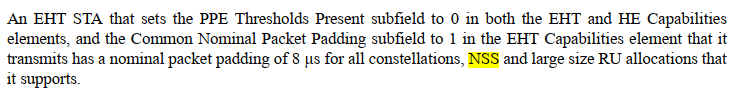 An EHT STA that sets the PPE Thresholds Present subfield to 0 in both the EHT and HE Capabilities
elements, and the Common Nominal Packet Padding subfield to 1 in the EHT Capabilities element that it
transmits has a nominal packet padding of 8 μs for all constellations, NSS and large size RU allocations that
it supports.